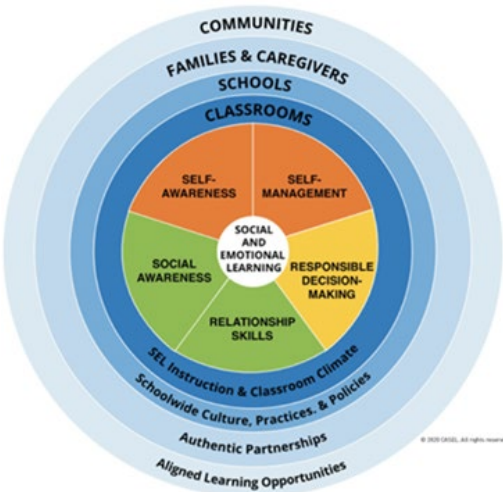 COMMUNITIES
FAMILIES & CAREGIVERS
SCHOOLS
CLASSROOMS
SELF-
AWARENESS
SELF-
MANAGEMENT
SOCIAL
AND
EMOTIONAL
LEARNING
SOCIAL
AWARENESS
RESPONSIBLE
DECISION-
MAKING
RELATIONSHIP
SKILLS
SEL Instruction & Classroom Climate
Schoolwide Culture, Practices. & Policies
Authentic Partnerships
Aligned Learning Opportunities
© 2020 CASEL. All rights reserve